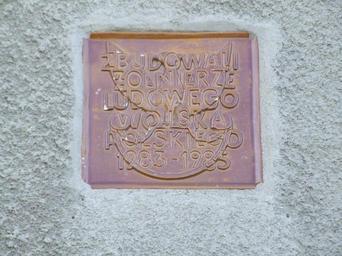 ZBUDOWALI
ŻOŁNIERZE
LUDOWEGO
WOJSKA
POLSKIEGO
1983-1985